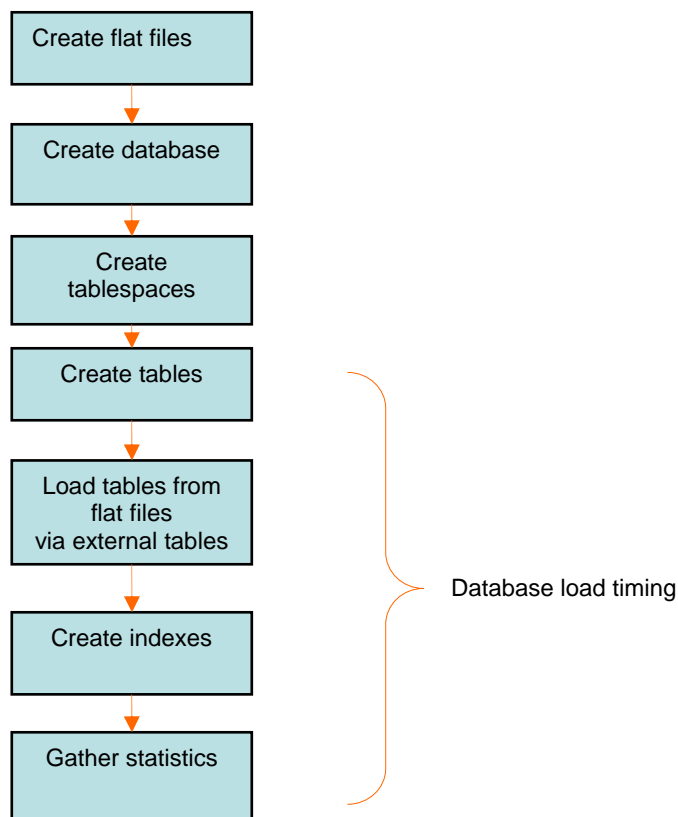 Create flat files
Create database
Create
tablespaces
Create tables
Load tables from
flat files
via external tables
Database load timing
Create indexes
Gather statistics